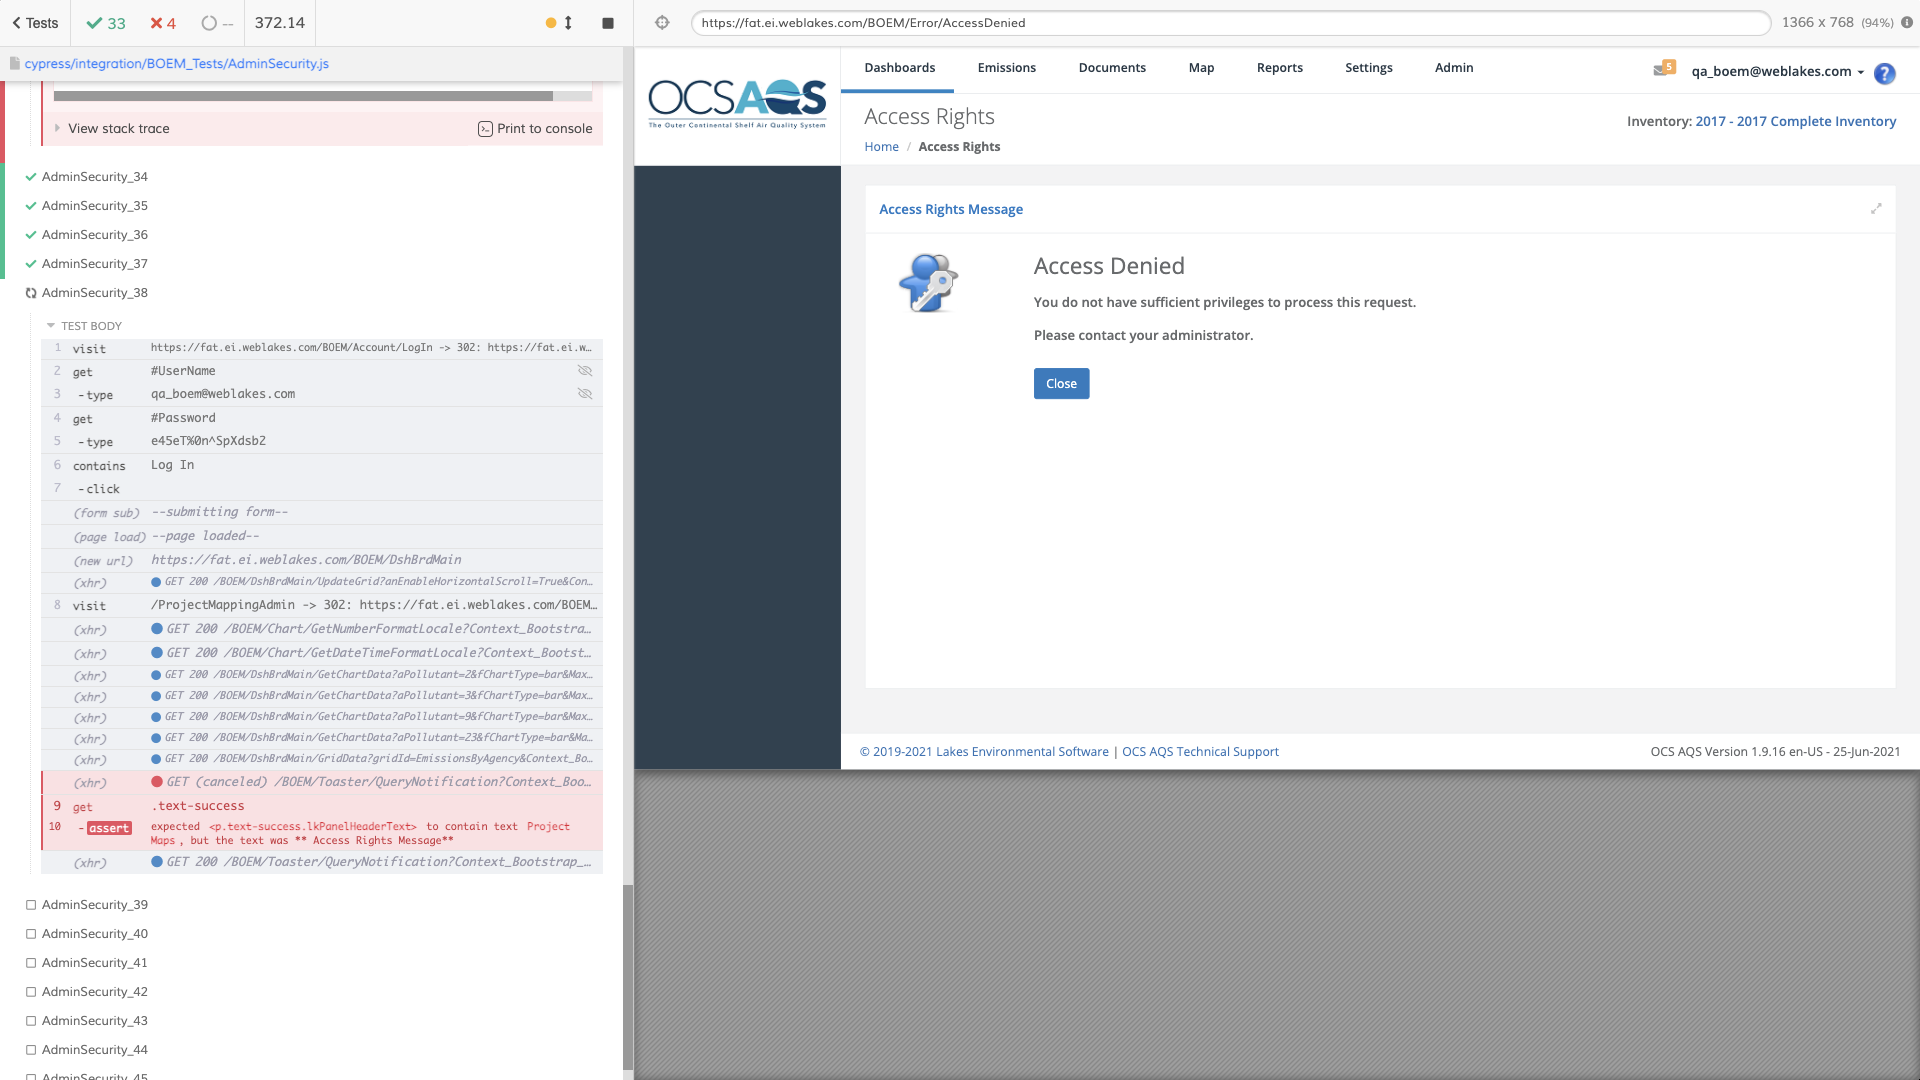 Tests
33
4
--
372.14
cypress/integration/BOEM_Tests/AdminSecurity.js
View stack trace
Print to console
AdminSecurity_34
AdminSecurity_35
AdminSecurity_36
AdminSecurity_37
AdminSecurity_38
TEST BODY
1 visit https://fat.ei.weblakes.com/BOEM/Account/LogIn -> 302: https://fat.ei.w…
2 get #UserName
3 -type qa_boem@weblakes.com
4 get #Password
5 -type e45eT%0n^SpXdsb2
6 contains Log In
7 -click
(form sub) --submitting form--
(page load) --page loaded--
(new url) https://fat.ei.weblakes.com/BOEM/DshBrdMain
(xhr) GET 200 /BOEM/DshBrdMain/UpdateGrid?anEnableHorizontalScroll=True&Con…
8 visit /ProjectMappingAdmin -> 302: https://fat.ei.weblakes.com/BOEM…
(xhr) GET 200 /BOEM/Chart/GetNumberFormatLocale?Context_Bootstra…
(xhr) GET 200 /BOEM/Chart/GetDateTimeFormatLocale?Context_Bootst…
(xhr) GET 200 /BOEM/DshBrdMain/GetChartData?aPollutant=2&fChartType=bar&Max…
(xhr) GET 200 /BOEM/DshBrdMain/GetChartData?aPollutant=3&fChartType=bar&Max…
(xhr) GET 200 /BOEM/DshBrdMain/GetChartData?aPollutant=9&fChartType=bar&Max…
(xhr) GET 200 /BOEM/DshBrdMain/GetChartData?aPollutant=23&fChartType=bar&Ma…
(xhr) GET 200 /BOEM/DshBrdMain/GridData?gridId=EmissionsByAgency&Context_Bo…
(xhr) GET (canceled) /BOEM/Toaster/QueryNotification?Context_Boo…
9 get .text-success
10 -assert expected <p.text-success.lkPanelHeaderText> to contain text Project
Maps, but the text was ** Access Rights Message**
(xhr) GET 200 /BOEM/Toaster/QueryNotification?Context_Bootstrap_…
AdminSecurity_39
AdminSecurity_40
AdminSecurity_41
AdminSecurity_42
AdminSecurity_43
AdminSecurity_44
AdminSecurity_45
https://fat.ei.weblakes.com/BOEM/Error/AccessDenied
1366 x 768 (94%)
OCSAQS
The Outer Continental Shelf Air Quality System
Dashboards Emissions Documents Map Reports Settings Admin
5
qa_boem@weblakes.com
?
Access Rights
Inventory: 2017 - 2017 Complete Inventory
Home / Access Rights
Access Rights Message
Access Denied
You do not have sufficient privileges to process this request.
Please contact your administrator.
Close
© 2019-2021 Lakes Environmental Software | OCS AQS Technical Support
OCS AQS Version 1.9.16 en-US - 25-Jun-2021